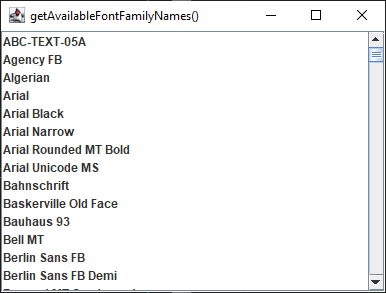 getAvailableFontFamilyNames()
ABC-TEXT-05A
Agency FB
Algerian
Arial
Arial Black
Arial Narrow
Arial Rounded MT Bold
Arial Unicode MS
Bahnschrift
Baskerville Old Face
Bauhaus 93
Bell MT
Berlin Sans FB
Berlin Sans FB Demi